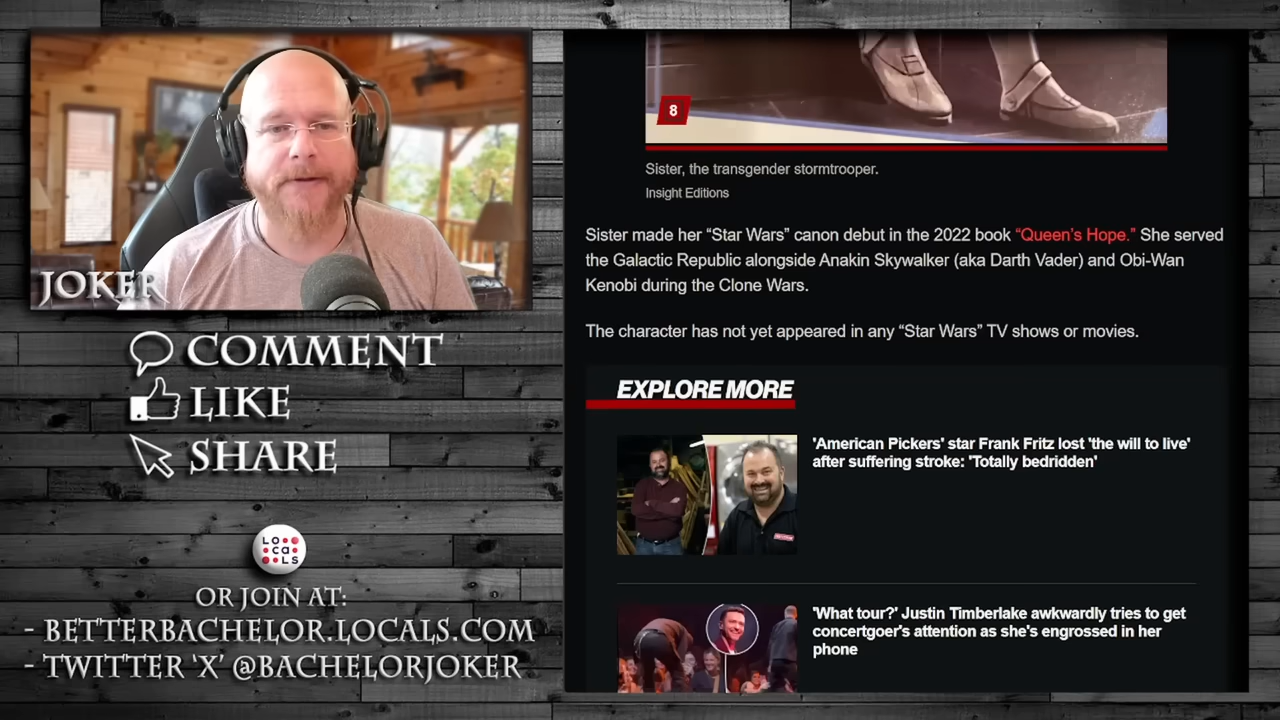 JOKER
COMMENT
LIKE
SHARE
LOCALS
OR JOIN AT:
- BETTERBACHELOR.LOCALS.COM
- TWITTER 'X' @BACHELORJOKER
8
Sister, the transgender stormtrooper.
Insight Editions
Sister made her “Star Wars” canon debut in the 2022 book “Queen’s Hope.” She served
the Galactic Republic alongside Anakin Skywalker (aka Darth Vader) and Obi-Wan
Kenobi during the Clone Wars.
The character has not yet appeared in any “Star Wars” TV shows or movies.
EXPLORE MORE
'American Pickers' star Frank Fritz lost 'the will to live'
after suffering stroke: 'Totally bedridden'
'What tour?' Justin Timberlake awkwardly tries to get
concertgoer's attention as she's engrossed in her
phone